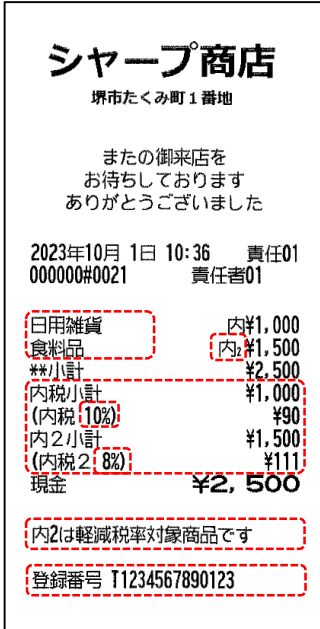 シャープ商店
堺市たくみ町1番地
またの御来店を
お待ちしております
ありがとうございました
2023年10月 1日 10:36 責任01
000000#0021 責任者01
日用雑貨 内¥1,000
食料品 内2¥1,500
**小計 ¥2,500
内税小計 ¥1,000
(内税 10%) ¥90
内2小計 ¥1,500
(内税2 8%) ¥111
現金 ¥2,500
内2は軽減税率対象商品です
登録番号 T1234567890123